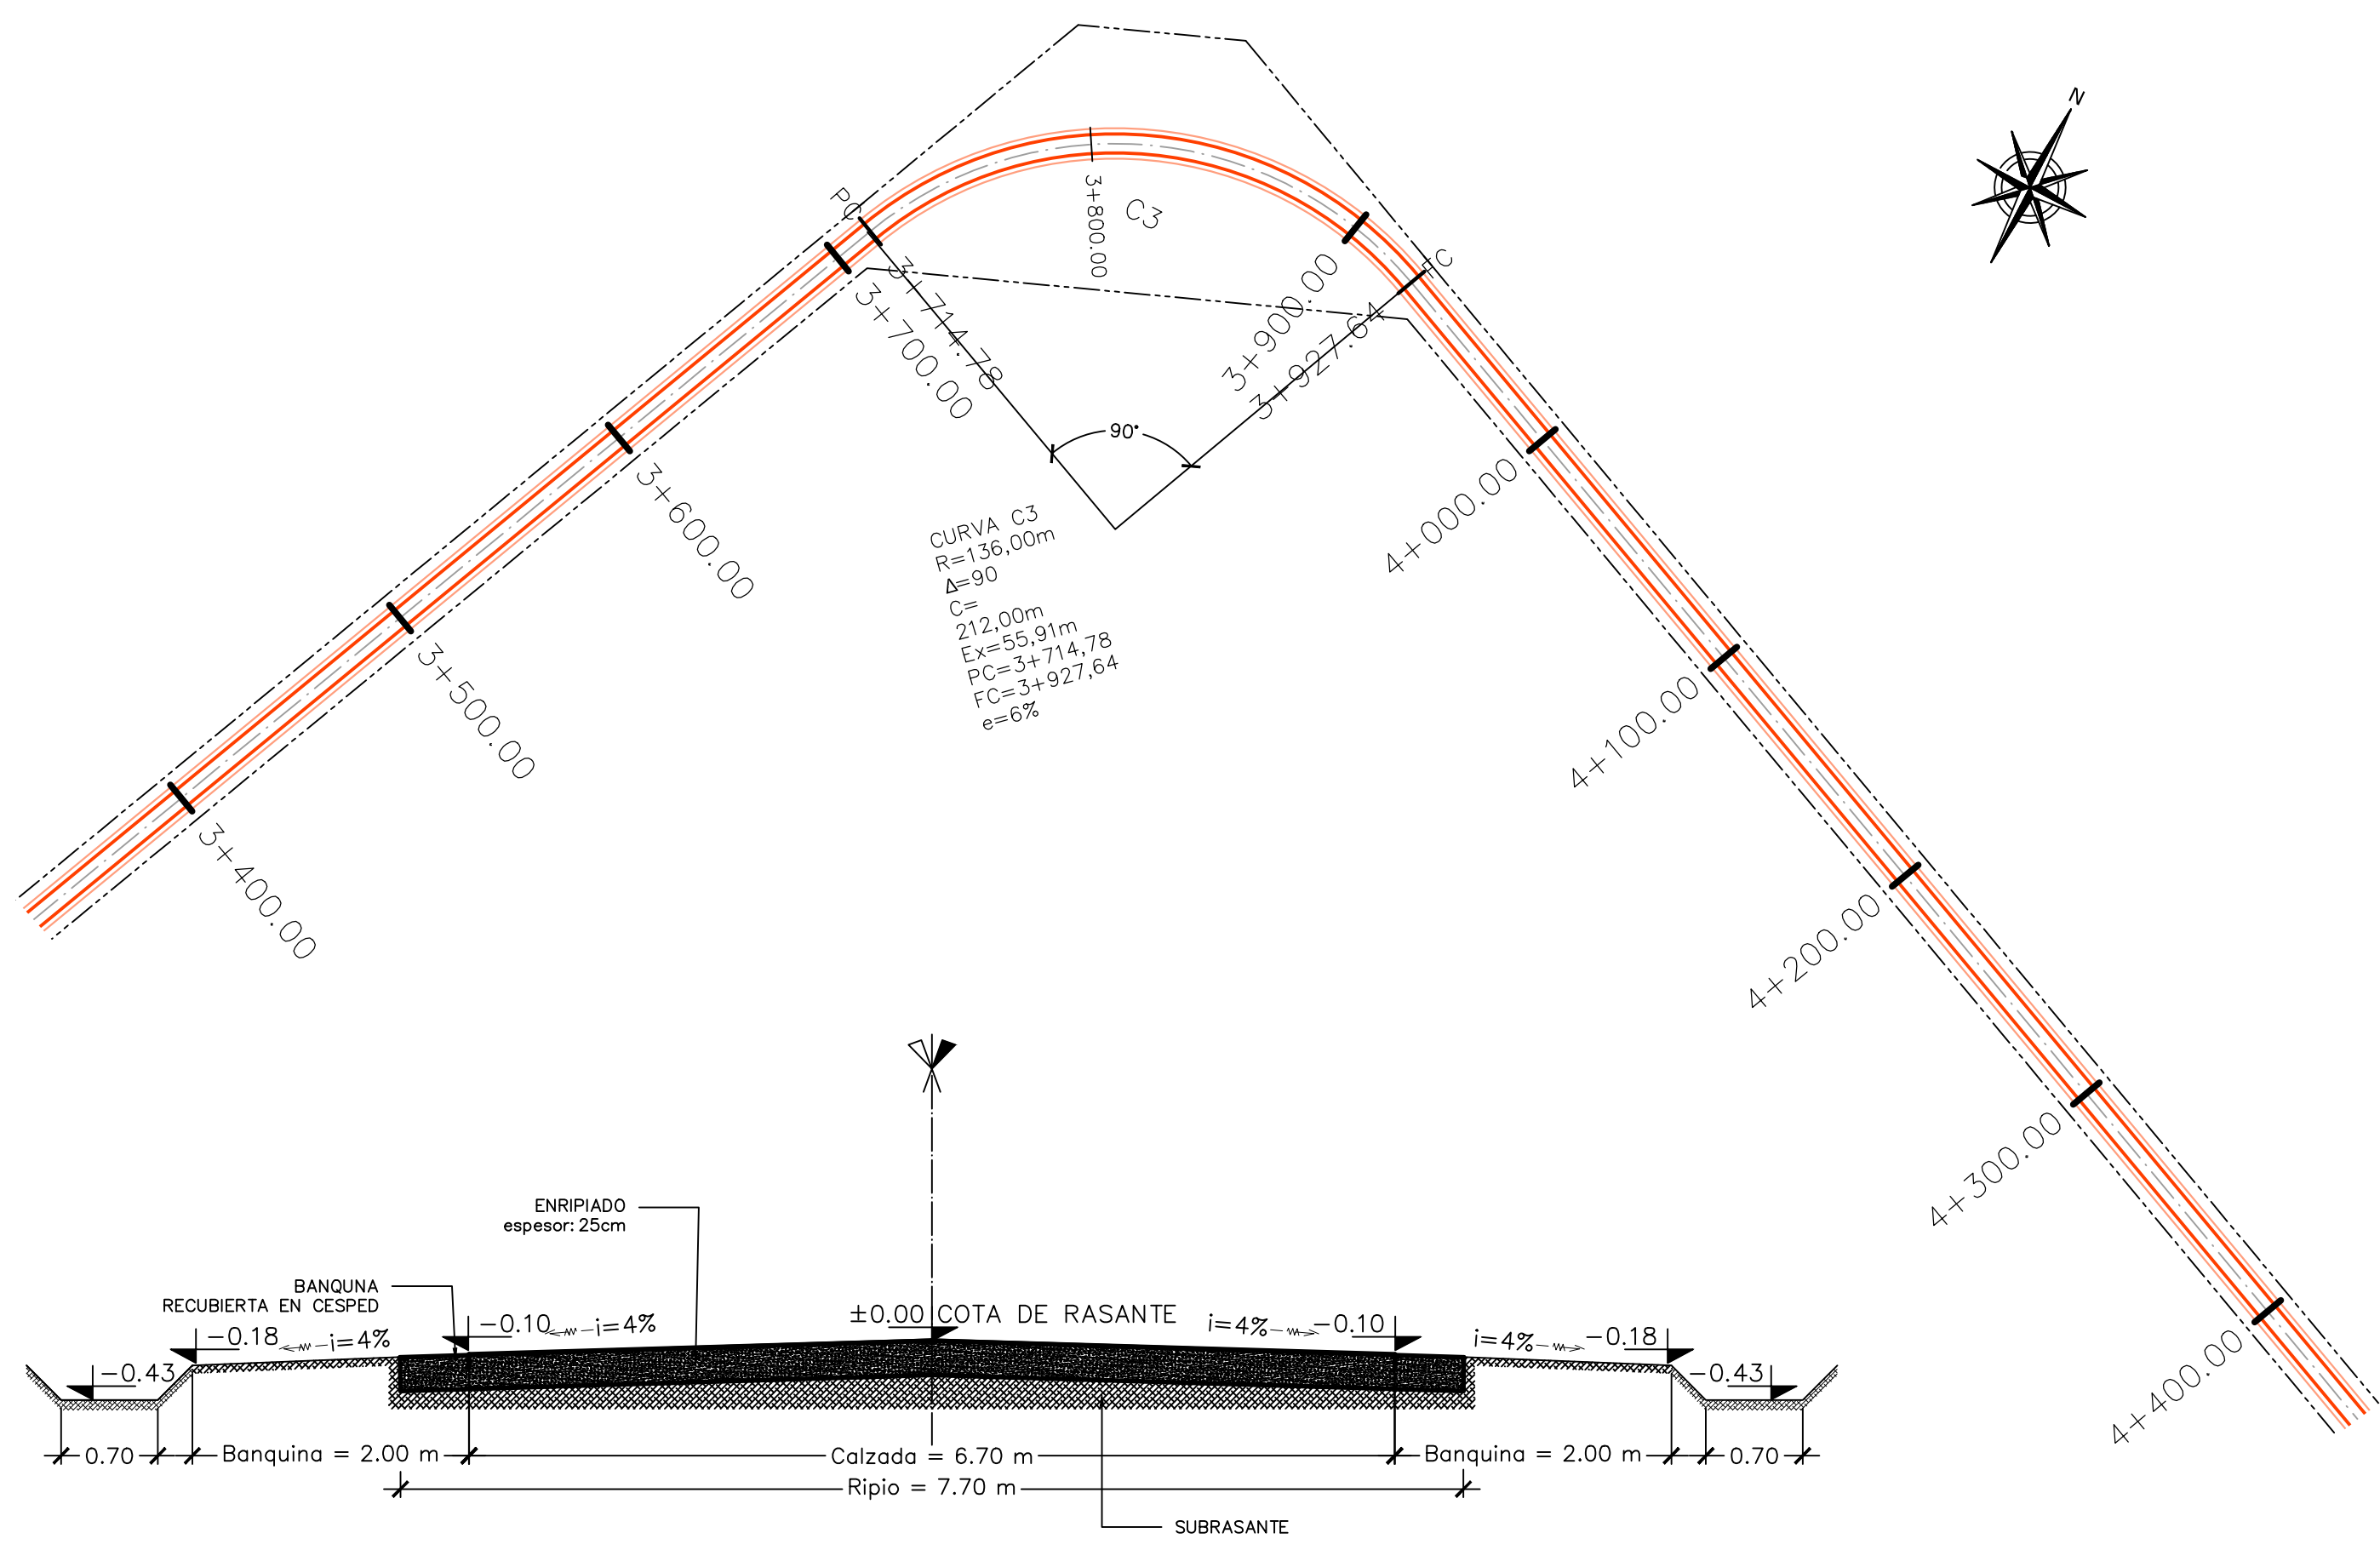 N
PC
C3
3+800.00
FC
3+714.78
3+700.00
3+900.00
3+927.64
90°
3+600.00
4+000.00
CURVA C3
R=136,00m
Δ=90
C=
212,00m
Ex=55,91m
PC=3+714,78
FC=3+927,64
e=6%
3+500.00
4+100.00
3+400.00
4+200.00
4+300.00
4+400.00
ENRIPIADO
espesor: 25cm
BANQUNA
RECUBIERTA EN CESPED
±0.00 COTA DE RASANTE
-0.43
-0.18
i=4%
-0.10
i=4%
i=4%
-0.10
i=4%
-0.18
-0.43
0.70
Banquina = 2.00 m
Calzada = 6.70 m
Banquina = 2.00 m
0.70
Ripio = 7.70 m
SUBRASANTE